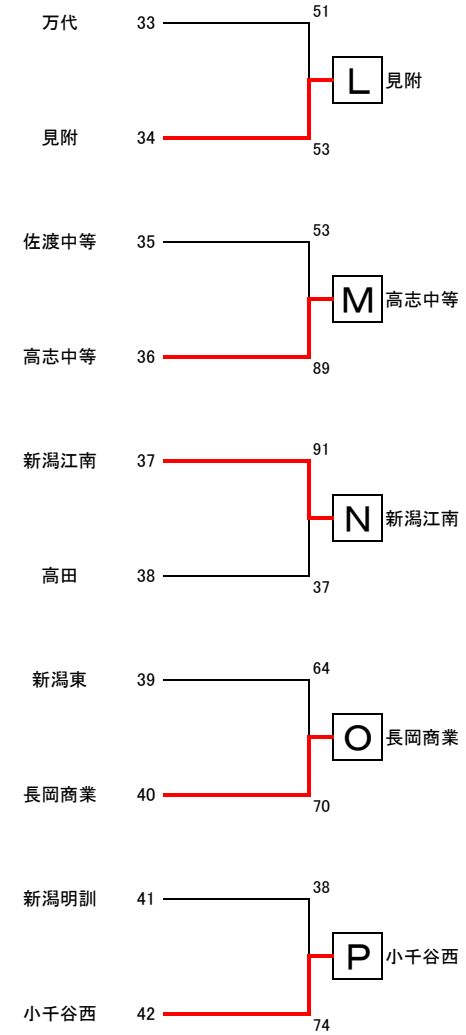 万代 33 51
L 見附
見附 34 53
佐渡中等 35 53
M 高志中等
高志中等 36 89
新潟江南 37 91
N 新潟江南
高田 38 37
新潟東 39 64
O 長岡商業
長岡商業 40 70
新潟明訓 41 38
P 小千谷西
小千谷西 42 74